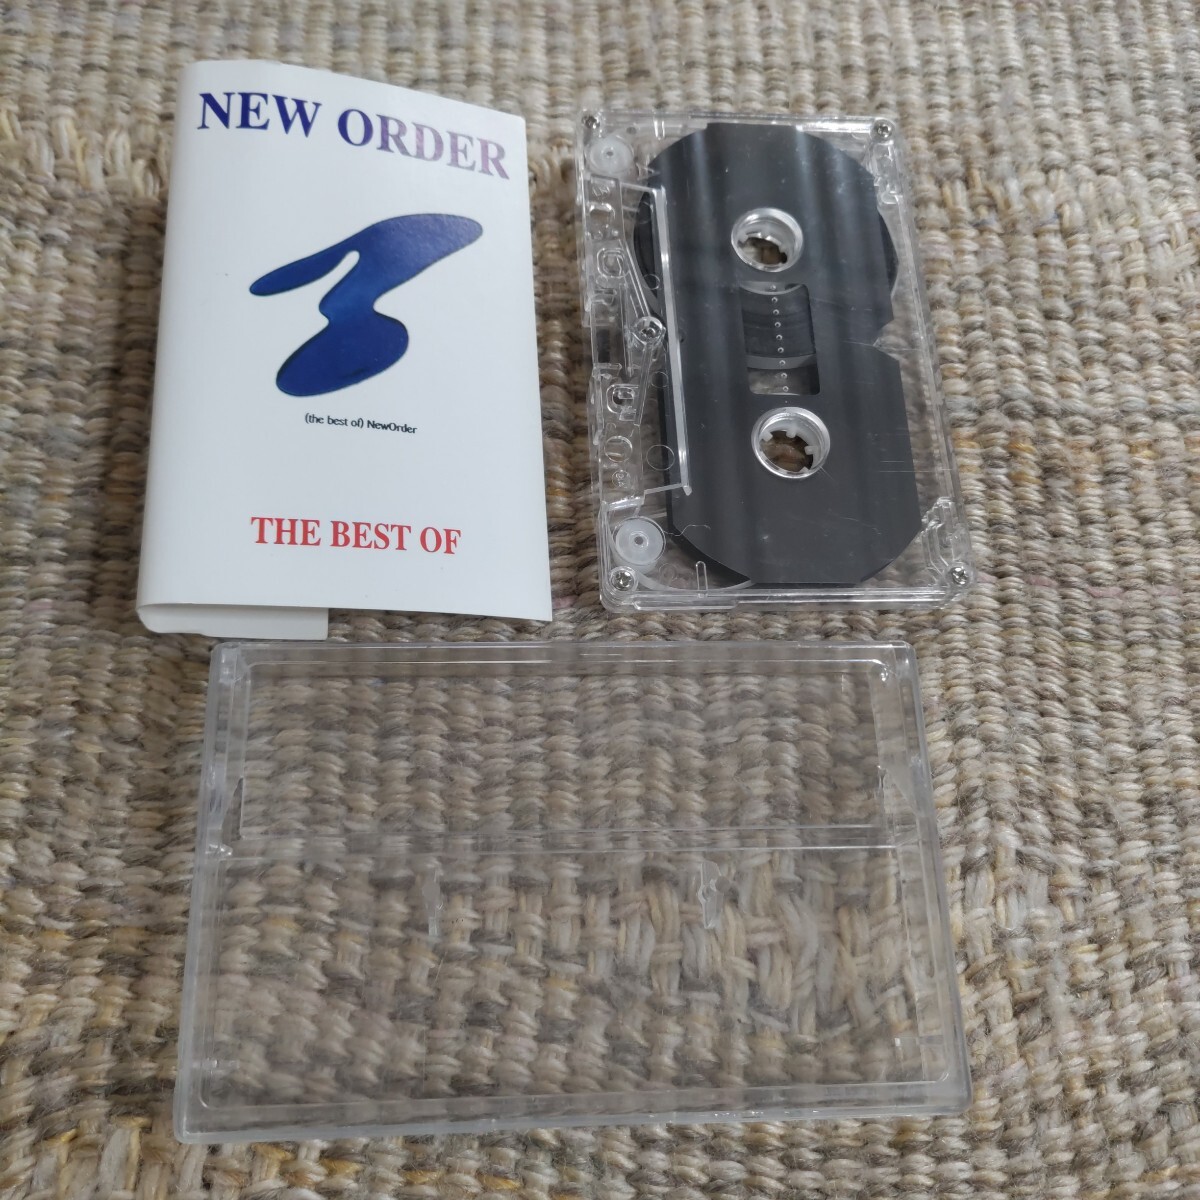 NEW ORDER
(the best of) NewOrder
THE BEST OF